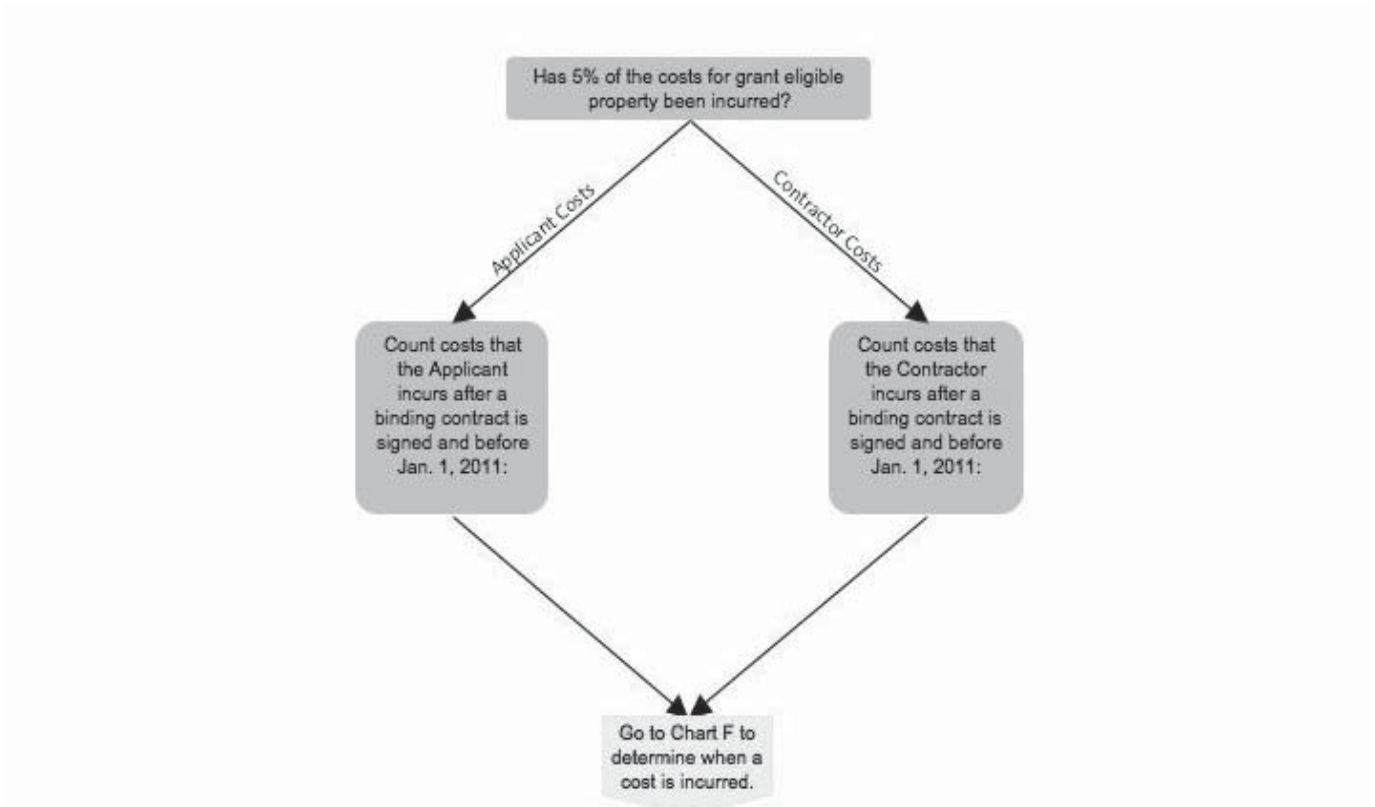 Has 5% of the costs for grant eligible
property been incurred?
Applicant Costs
Contractor Costs
Count costs that
the Applicant
incurs after a
binding contract is
signed and before
Jan. 1, 2011:
Count costs that
the Contractor
incurs after a
binding contract is
signed and before
Jan. 1, 2011:
Go to Chart F to
determine when a
cost is incurred.